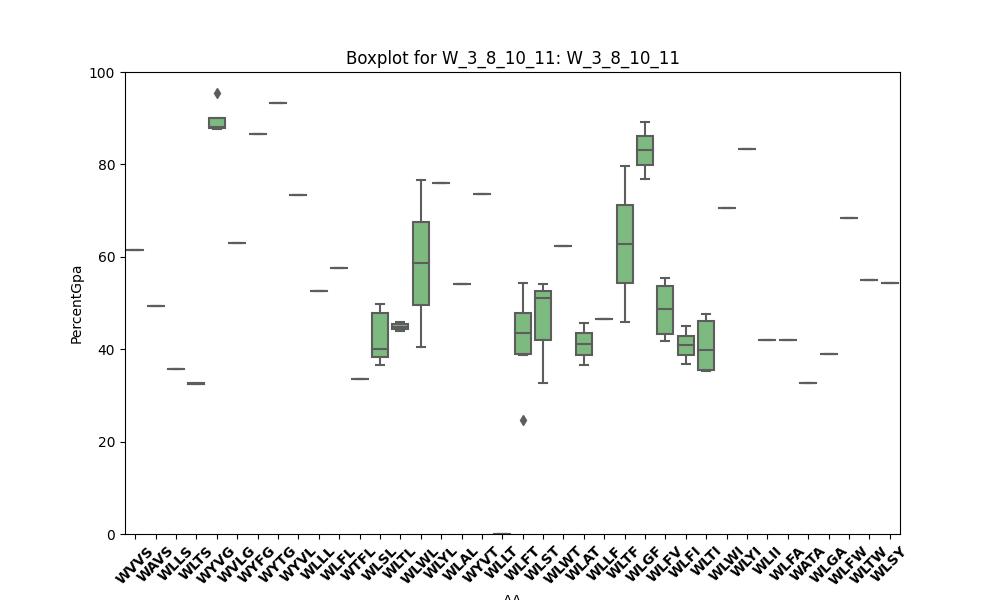 Boxplot for W_3_8_10_11: W_3_8_10_11
PercentGpa
100
80
60
40
20
0
WYVS
WAVS
WLLS
WLTS
WYVG
WVLG
WYFG
WYTG
WYVL
WLLL
WLFL
WTFL
WLSL
WLTL
WLWL
WLYL
WLAL
WYVT
WLLT
WLFT
WLST
WLWT
WLAT
WLLF
WLTF
WLGF
WLFV
WLFI
WLTI
WLWI
WLYI
WLII
WLFA
WATA
WLGA
WLFW
WLTW
WLSY
AA